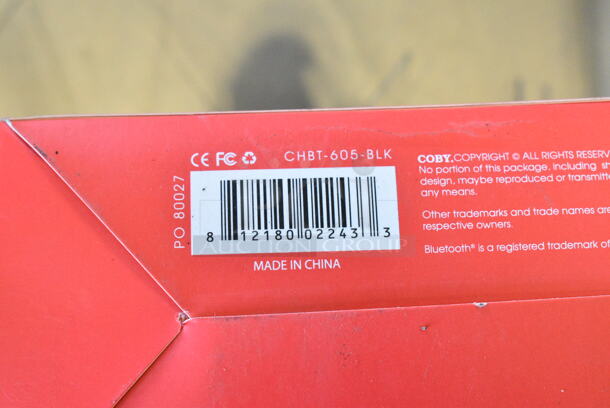 CE FC CHBT-605-BLK
PO 80027
8 12180 02243 3
AUCTION GROUP
MADE IN CHINA
COBY. COPYRIGHT © ALL RIGHTS RESERV
No portion of this package, including sh
design, maybe reproduced or transmitt
any means.
Other trademarks and trade names are
respective owners.
Bluetooth® is a registered trademark of